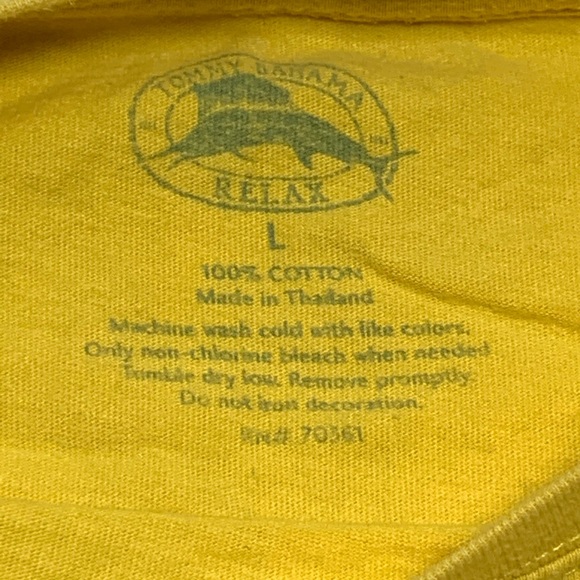 TOMMY BAHAMA
RELAX
L
100% COTTON
Made in Thailand
Machine wash cold with like colors.
Only non-chlorine bleach when needed
Tumble dry low. Remove promptly.
Do not iron decoration.
RN# 70561